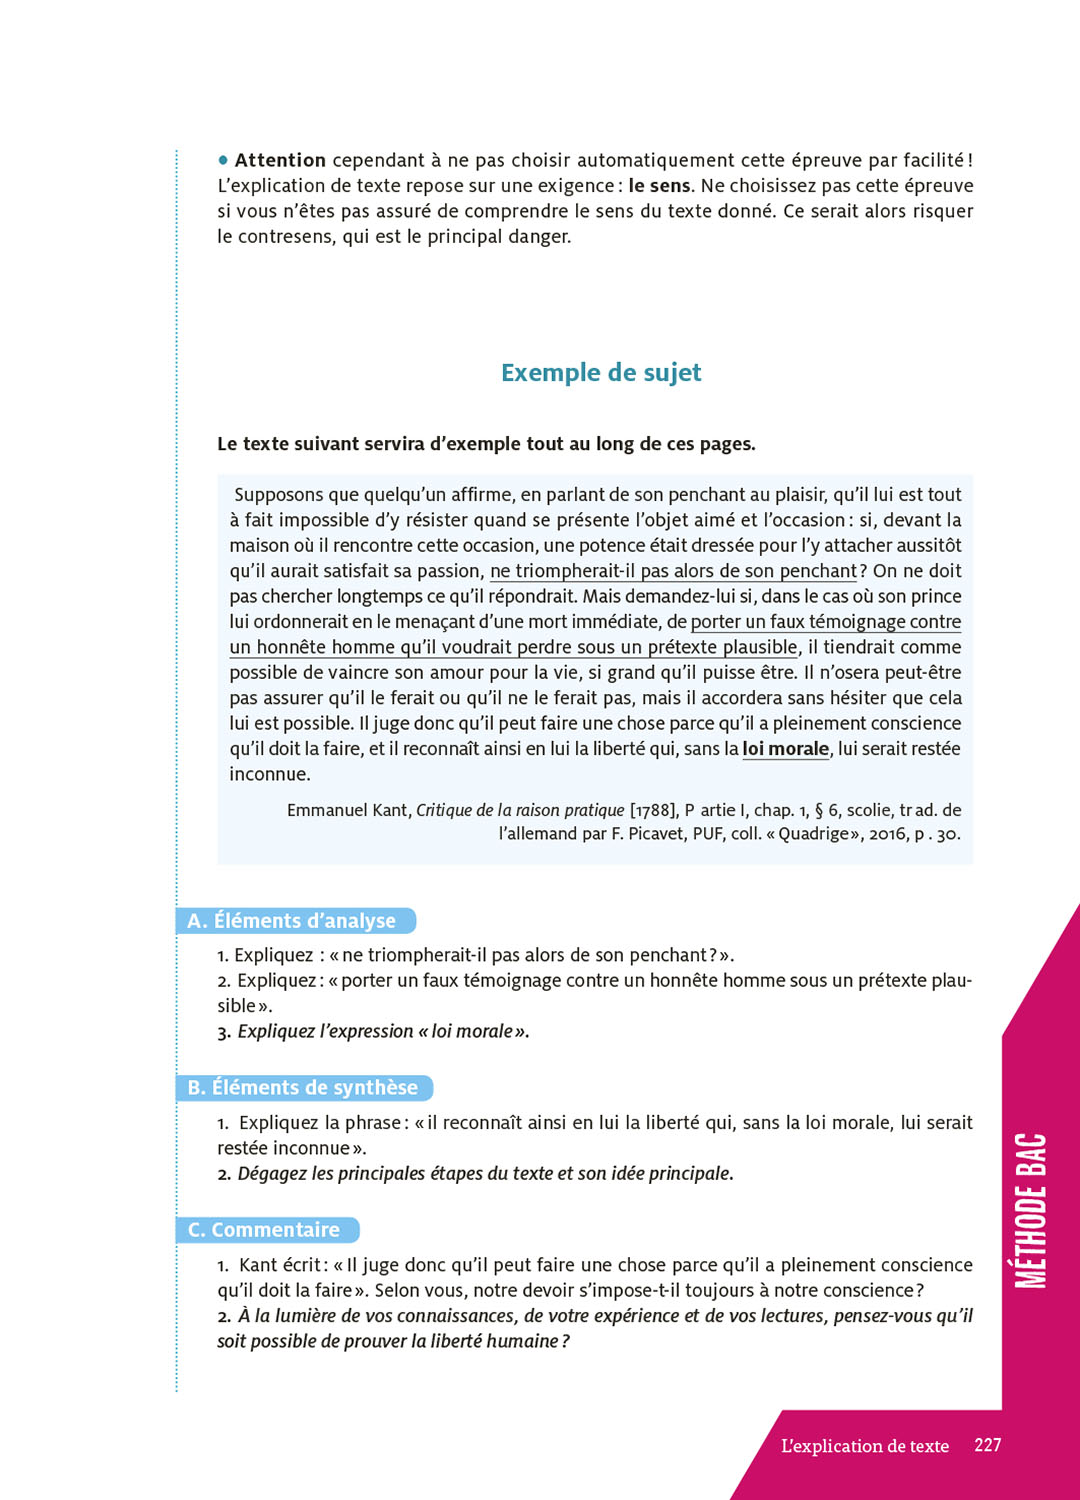 • Attention cependant à ne pas choisir automatiquement cette épreuve par facilité !
L’explication de texte repose sur une exigence : le sens. Ne choisissez pas cette épreuve
si vous n’êtes pas assuré de comprendre le sens du texte donné. Ce serait alors risquer
le contresens, qui est le principal danger.
Exemple de sujet
Le texte suivant servira d’exemple tout au long de ces pages.
Supposons que quelqu’un affirme, en parlant de son penchant au plaisir, qu’il lui est tout
à fait impossible d’y résister quand se présente l’objet aimé et l’occasion : si, devant la
maison où il rencontre cette occasion, une potence était dressée pour l’y attacher aussitôt
qu’il aurait satisfait sa passion, ne triompherait-il pas alors de son penchant ? On ne doit
pas chercher longtemps ce qu’il répondrait. Mais demandez-lui si, dans le cas où son prince
lui ordonnerait en le menaçant d’une mort immédiate, de porter un faux témoignage contre
un honnête homme qu’il voudrait perdre sous un prétexte plausible, il tiendrait comme
possible de vaincre son amour pour la vie, si grand qu’il puisse être. Il n’osera peut-être
pas assurer qu’il le ferait ou qu’il ne le ferait pas, mais il accordera sans hésiter que cela
lui est possible. Il juge donc qu’il peut faire une chose parce qu’il a pleinement conscience
qu’il doit la faire, et il reconnaît ainsi en lui la liberté qui, sans la loi morale, lui serait restée
inconnue.
Emmanuel Kant, Critique de la raison pratique [1788], P artie I, chap. 1, § 6, scolie, tr ad. de
l’allemand par F. Picavet, PUF, coll. « Quadrige », 2016, p . 30.
A. Éléments d’analyse
1. Expliquez : « ne triompherait-il pas alors de son penchant ? ».
2. Expliquez : « porter un faux témoignage contre un honnête homme sous un prétexte plau-
sible ».
3. Expliquez l’expression « loi morale ».
B. Éléments de synthèse
1. Expliquez la phrase : « il reconnaît ainsi en lui la liberté qui, sans la loi morale, lui serait
restée inconnue ».
2. Dégagez les principales étapes du texte et son idée principale.
C. Commentaire
1. Kant écrit : « Il juge donc qu’il peut faire une chose parce qu’il a pleinement conscience
qu’il doit la faire ». Selon vous, notre devoir s’impose-t-il toujours à notre conscience ?
2. À la lumière de vos connaissances, de votre expérience et de vos lectures, pensez-vous qu’il
soit possible de prouver la liberté humaine ?
MÉTHODE BAC
L’explication de texte 227